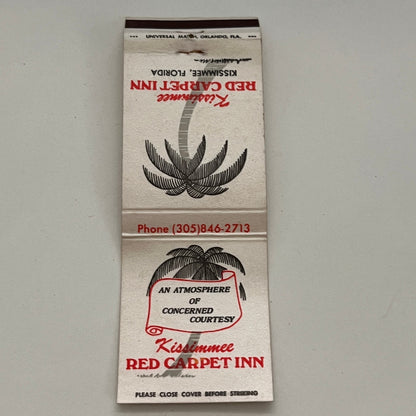 UNIVERSAL MATCH, ORLANDO, FLA.
KISSIMMEE, FLORIDA
RED CARPET INN
Kissimmee
Phone (305)846-2713
AN ATMOSPHERE
OF
CONCERNED
COURTESY
Kissimmee
RED CARPET INN
PLEASE CLOSE COVER BEFORE STRIKING